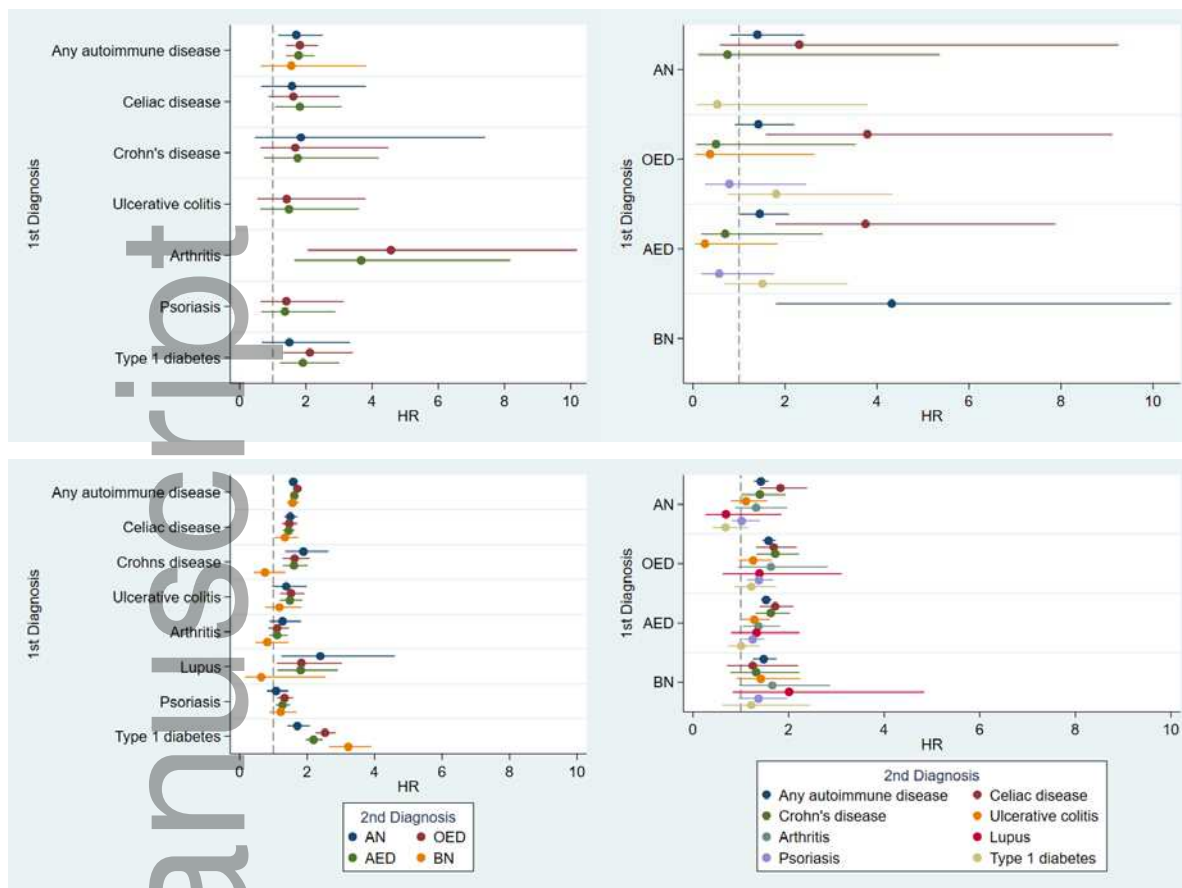 1st Diagnosis
Any autoimmune disease
Celiac disease
Crohn's disease
Ulcerative colitis
Arthritis
Psoriasis
Type 1 diabetes
0 2 4 6 8 10
HR
1st Diagnosis
AN
OED
AED
BN
0 2 4 6 8 10
HR
1st Diagnosis
Any autoimmune disease
Celiac disease
Crohns disease
Ulcerative colitis
Arthritis
Lupus
Psoriasis
Type 1 diabetes
0 2 4 6 8 10
HR
2nd Diagnosis
AN OED
AED BN
1st Diagnosis
AN
OED
AED
BN
0 2 4 6 8 10
HR
2nd Diagnosis
Any autoimmune disease Celiac disease
Crohn's disease Ulcerative colitis
Arthritis Lupus
Psoriasis Type 1 diabetes
anuscript